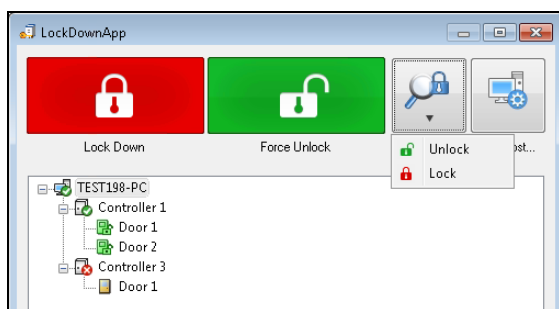 LockDownApp
Lock Down
Force Unlock
Unlock
Lock
TEST198-PC
Controller 1
Door 1
Door 2
Controller 3
Door 1